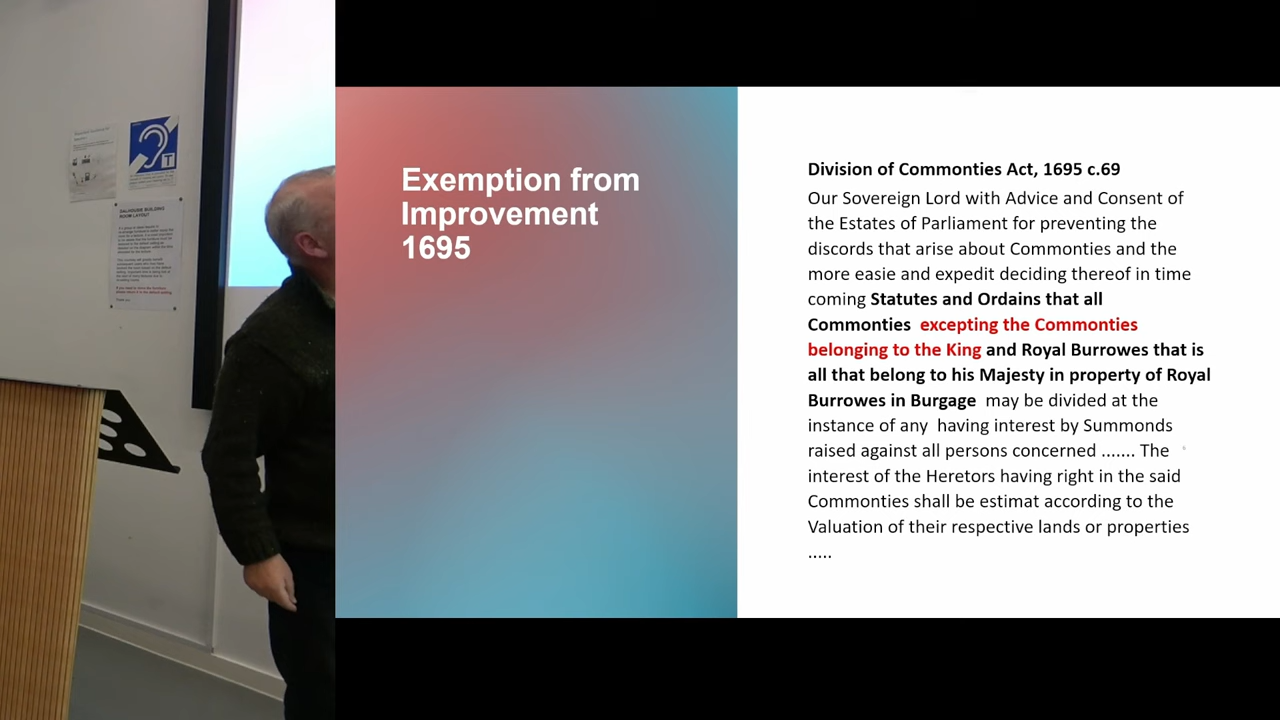 DALHOUSIE BUILDING
ROOM LAYOUT
T
Exemption from
Improvement
1695
Division of Commonties Act, 1695 c.69
Our Sovereign Lord with Advice and Consent of
the Estates of Parliament for preventing the
discords that arise about Commonties and the
more easie and expedit deciding thereof in time
coming Statutes and Ordains that all
Commonties excepting the Commonties
belonging to the King and Royal Burrowes that is
all that belong to his Majesty in property of Royal
Burrowes in Burgage may be divided at the
instance of any having interest by Summonds
raised against all persons concerned ....... The
interest of the Heretors having right in the said
Commonties shall be estimat according to the
Valuation of their respective lands or properties
.....